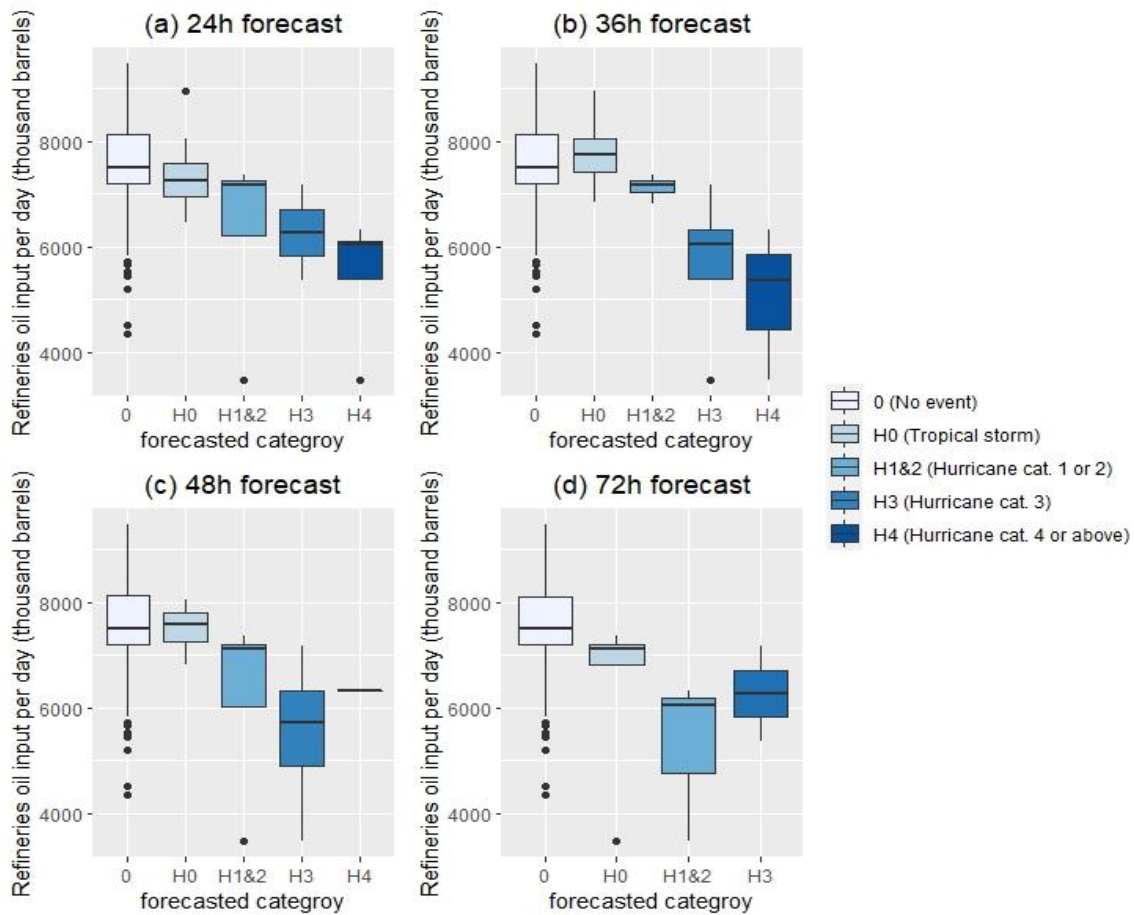 (a) 24h forecast
Refineries oil input per day (thousand barrels)
8000
6000
4000
0 H0 H1&2 H3 H4
forecasted categroy
(b) 36h forecast
Refineries oil input per day (thousand barrels)
8000
6000
4000
0 H0 H1&2 H3 H4
forecasted categroy
0 (No event)
H0 (Tropical storm)
H1&2 (Hurricane cat. 1 or 2)
H3 (Hurricane cat. 3)
H4 (Hurricane cat. 4 or above)
(c) 48h forecast
Refineries oil input per day (thousand barrels)
8000
6000
4000
0 H0 H1&2 H3 H4
forecasted categroy
(d) 72h forecast
Refineries oil input per day (thousand barrels)
8000
6000
4000
0 H0 H1&2 H3
forecasted categroy